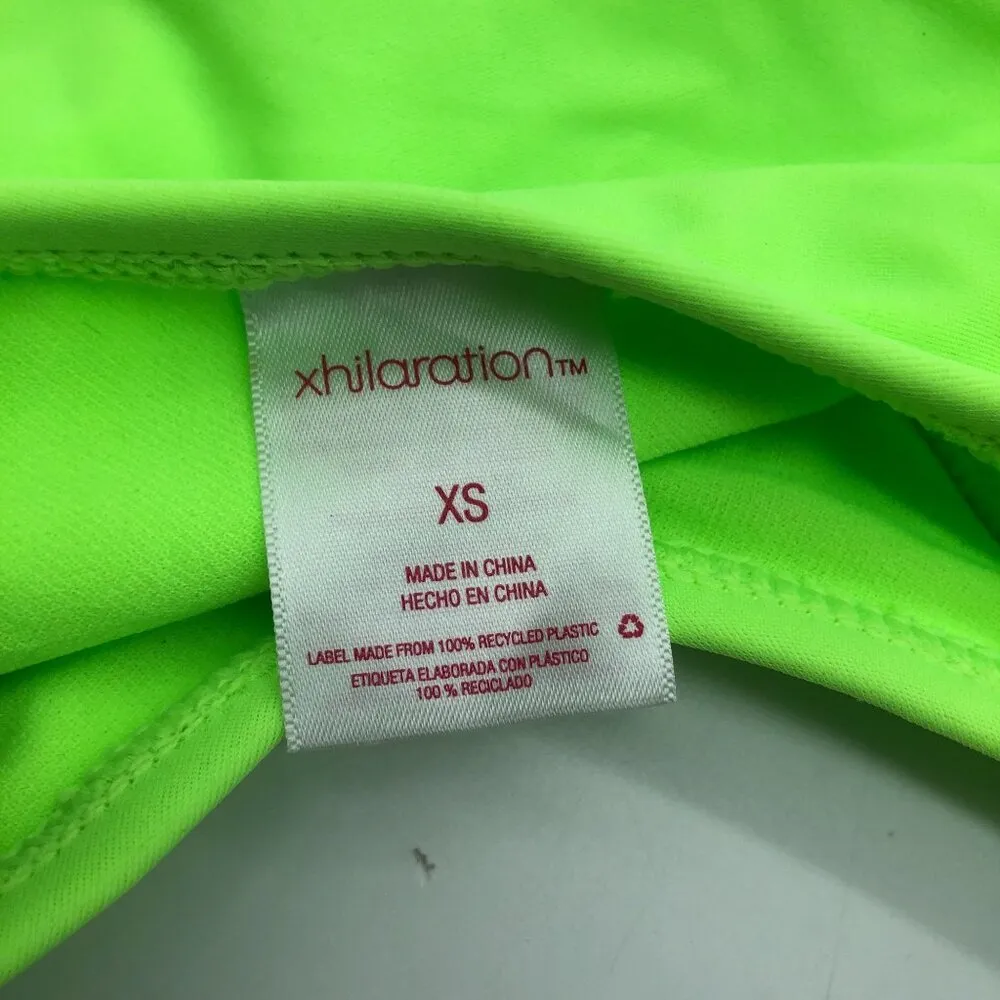 xhilaration™
XS
MADE IN CHINA
HECHO EN CHINA
LABEL MADE FROM 100% RECYCLED PLASTIC
ETIQUETA ELABORADA CON PLÁSTICO
100 % RECICLADO